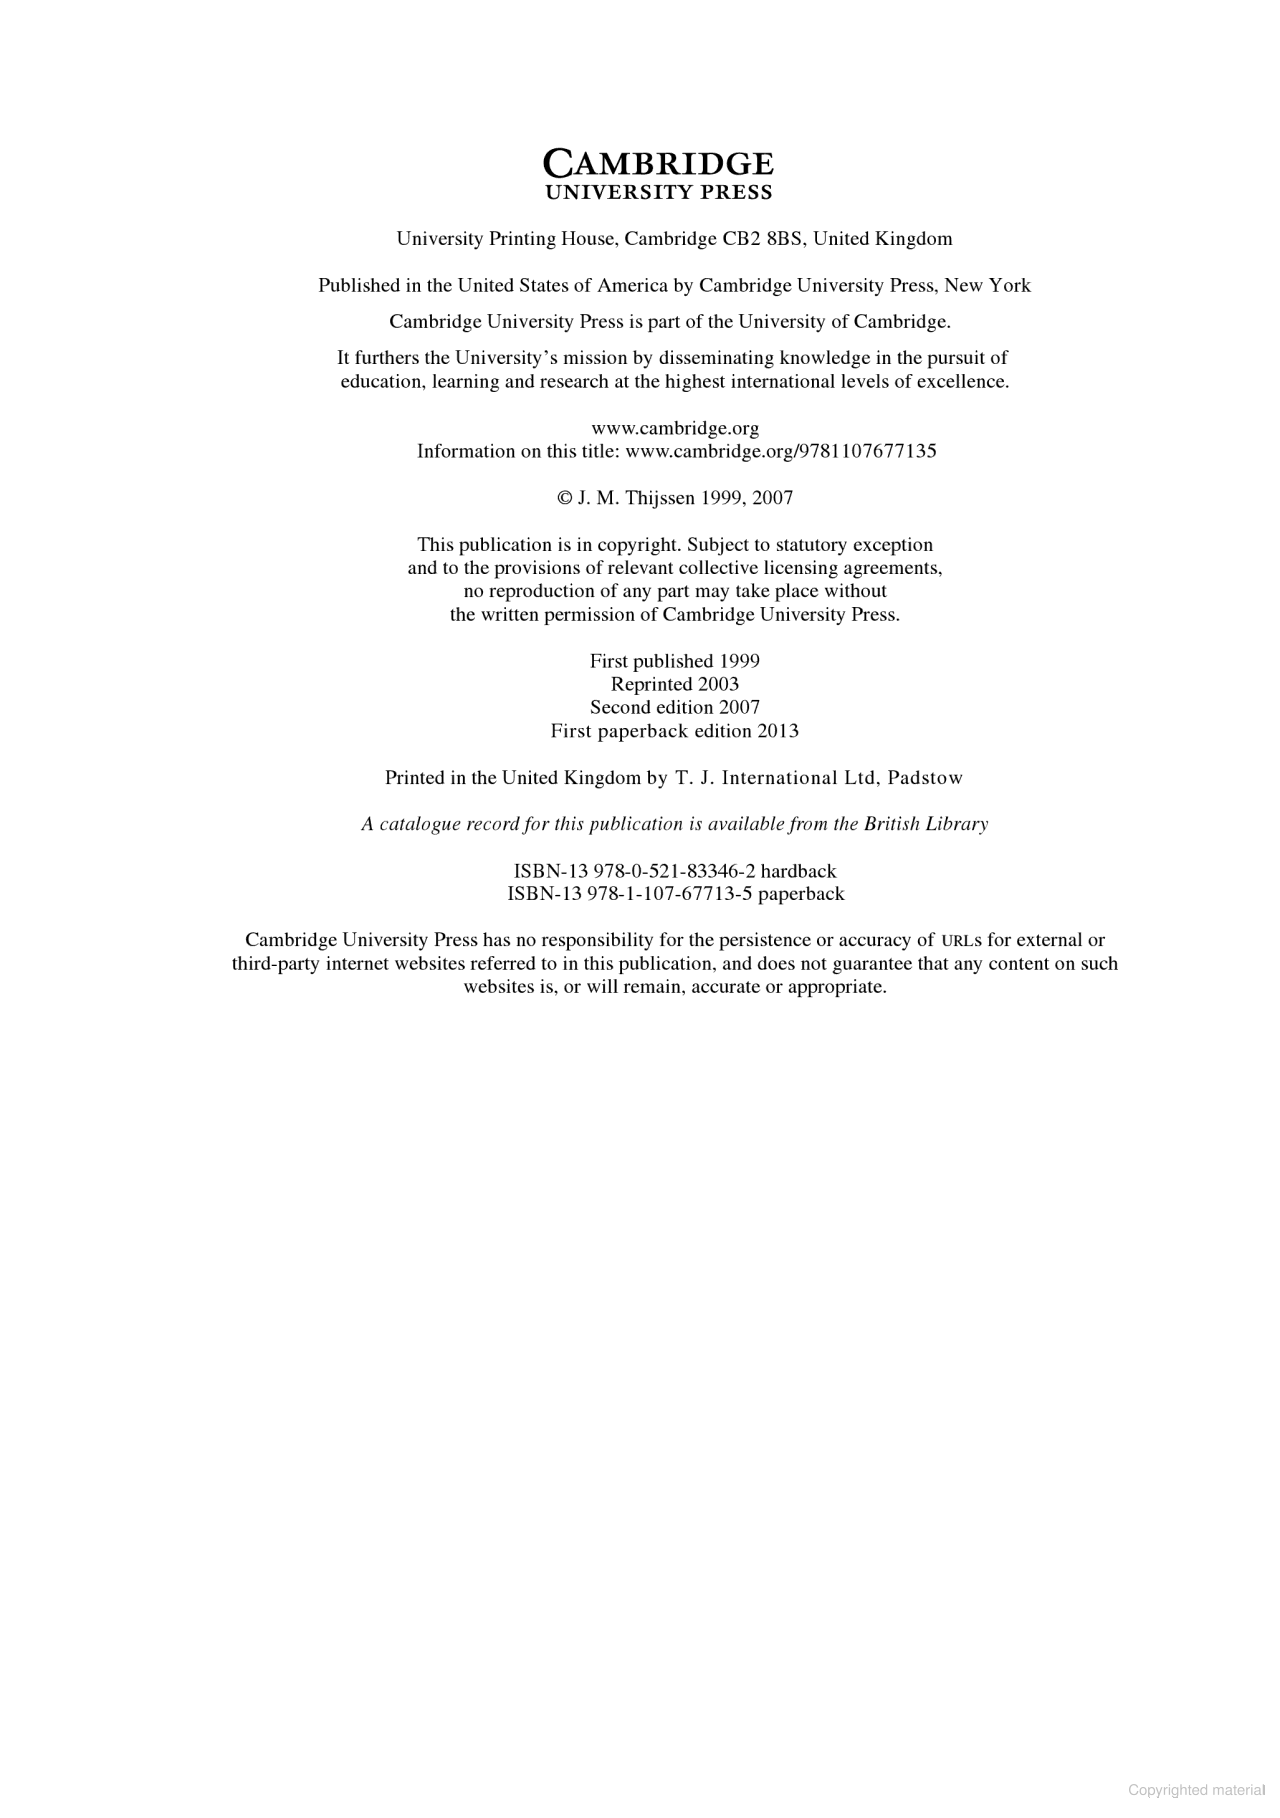 CAMBRIDGE
UNIVERSITY PRESS
University Printing House, Cambridge CB2 8BS, United Kingdom
Published in the United States of America by Cambridge University Press, New York
Cambridge University Press is part of the University of Cambridge.
It furthers the University's mission by disseminating knowledge in the pursuit of
education, learning and research at the highest international levels of excellence.
www.cambridge.org
Information on this title: www.cambridge.org/9781107677135
© J. M. Thijssen 1999, 2007
This publication is in copyright. Subject to statutory exception
and to the provisions of relevant collective licensing agreements,
no reproduction of any part may take place without
the written permission of Cambridge University Press.
First published 1999
Reprinted 2003
Second edition 2007
First paperback edition 2013
Printed in the United Kingdom by T. J. International Ltd, Padstow
A catalogue record for this publication is available from the British Library
ISBN-13 978-0-521-83346-2 hardback
ISBN-13 978-1-107-67713-5 paperback
Cambridge University Press has no responsibility for the persistence or accuracy of URLs for external or
third-party internet websites referred to in this publication, and does not guarantee that any content on such
websites is, or will remain, accurate or appropriate.
Copyrighted material